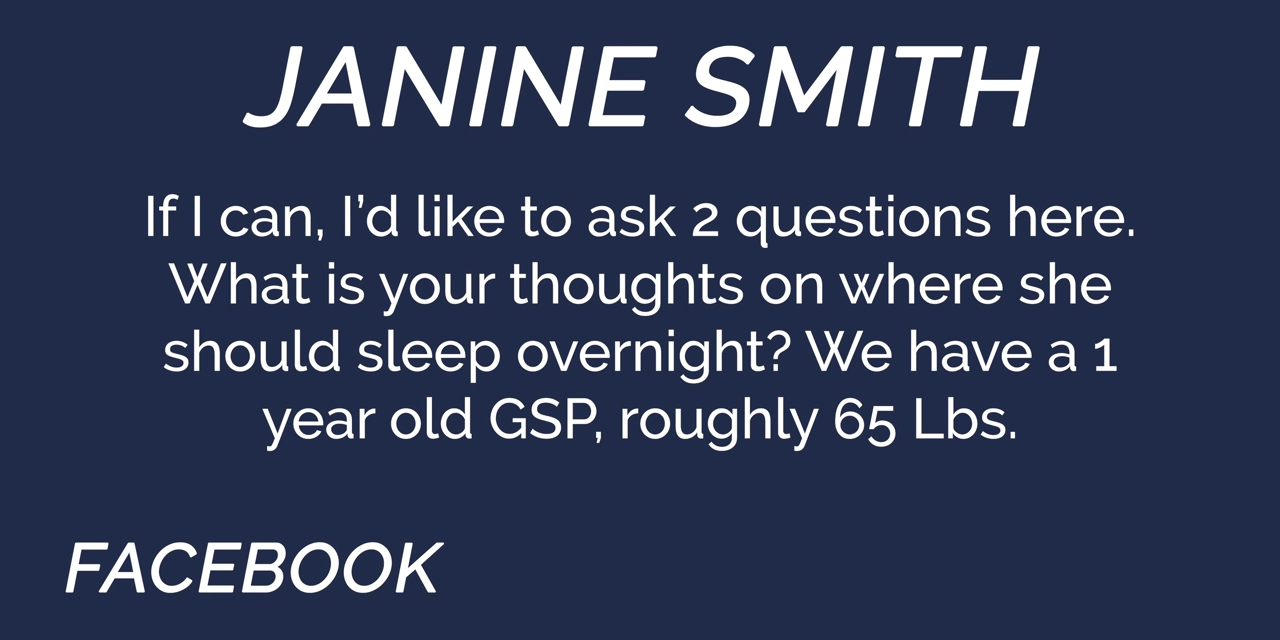 JANINE SMITH
If I can, I’d like to ask 2 questions here.
What is your thoughts on where she
should sleep overnight? We have a 1
year old GSP, roughly 65 Lbs.
FACEBOOK